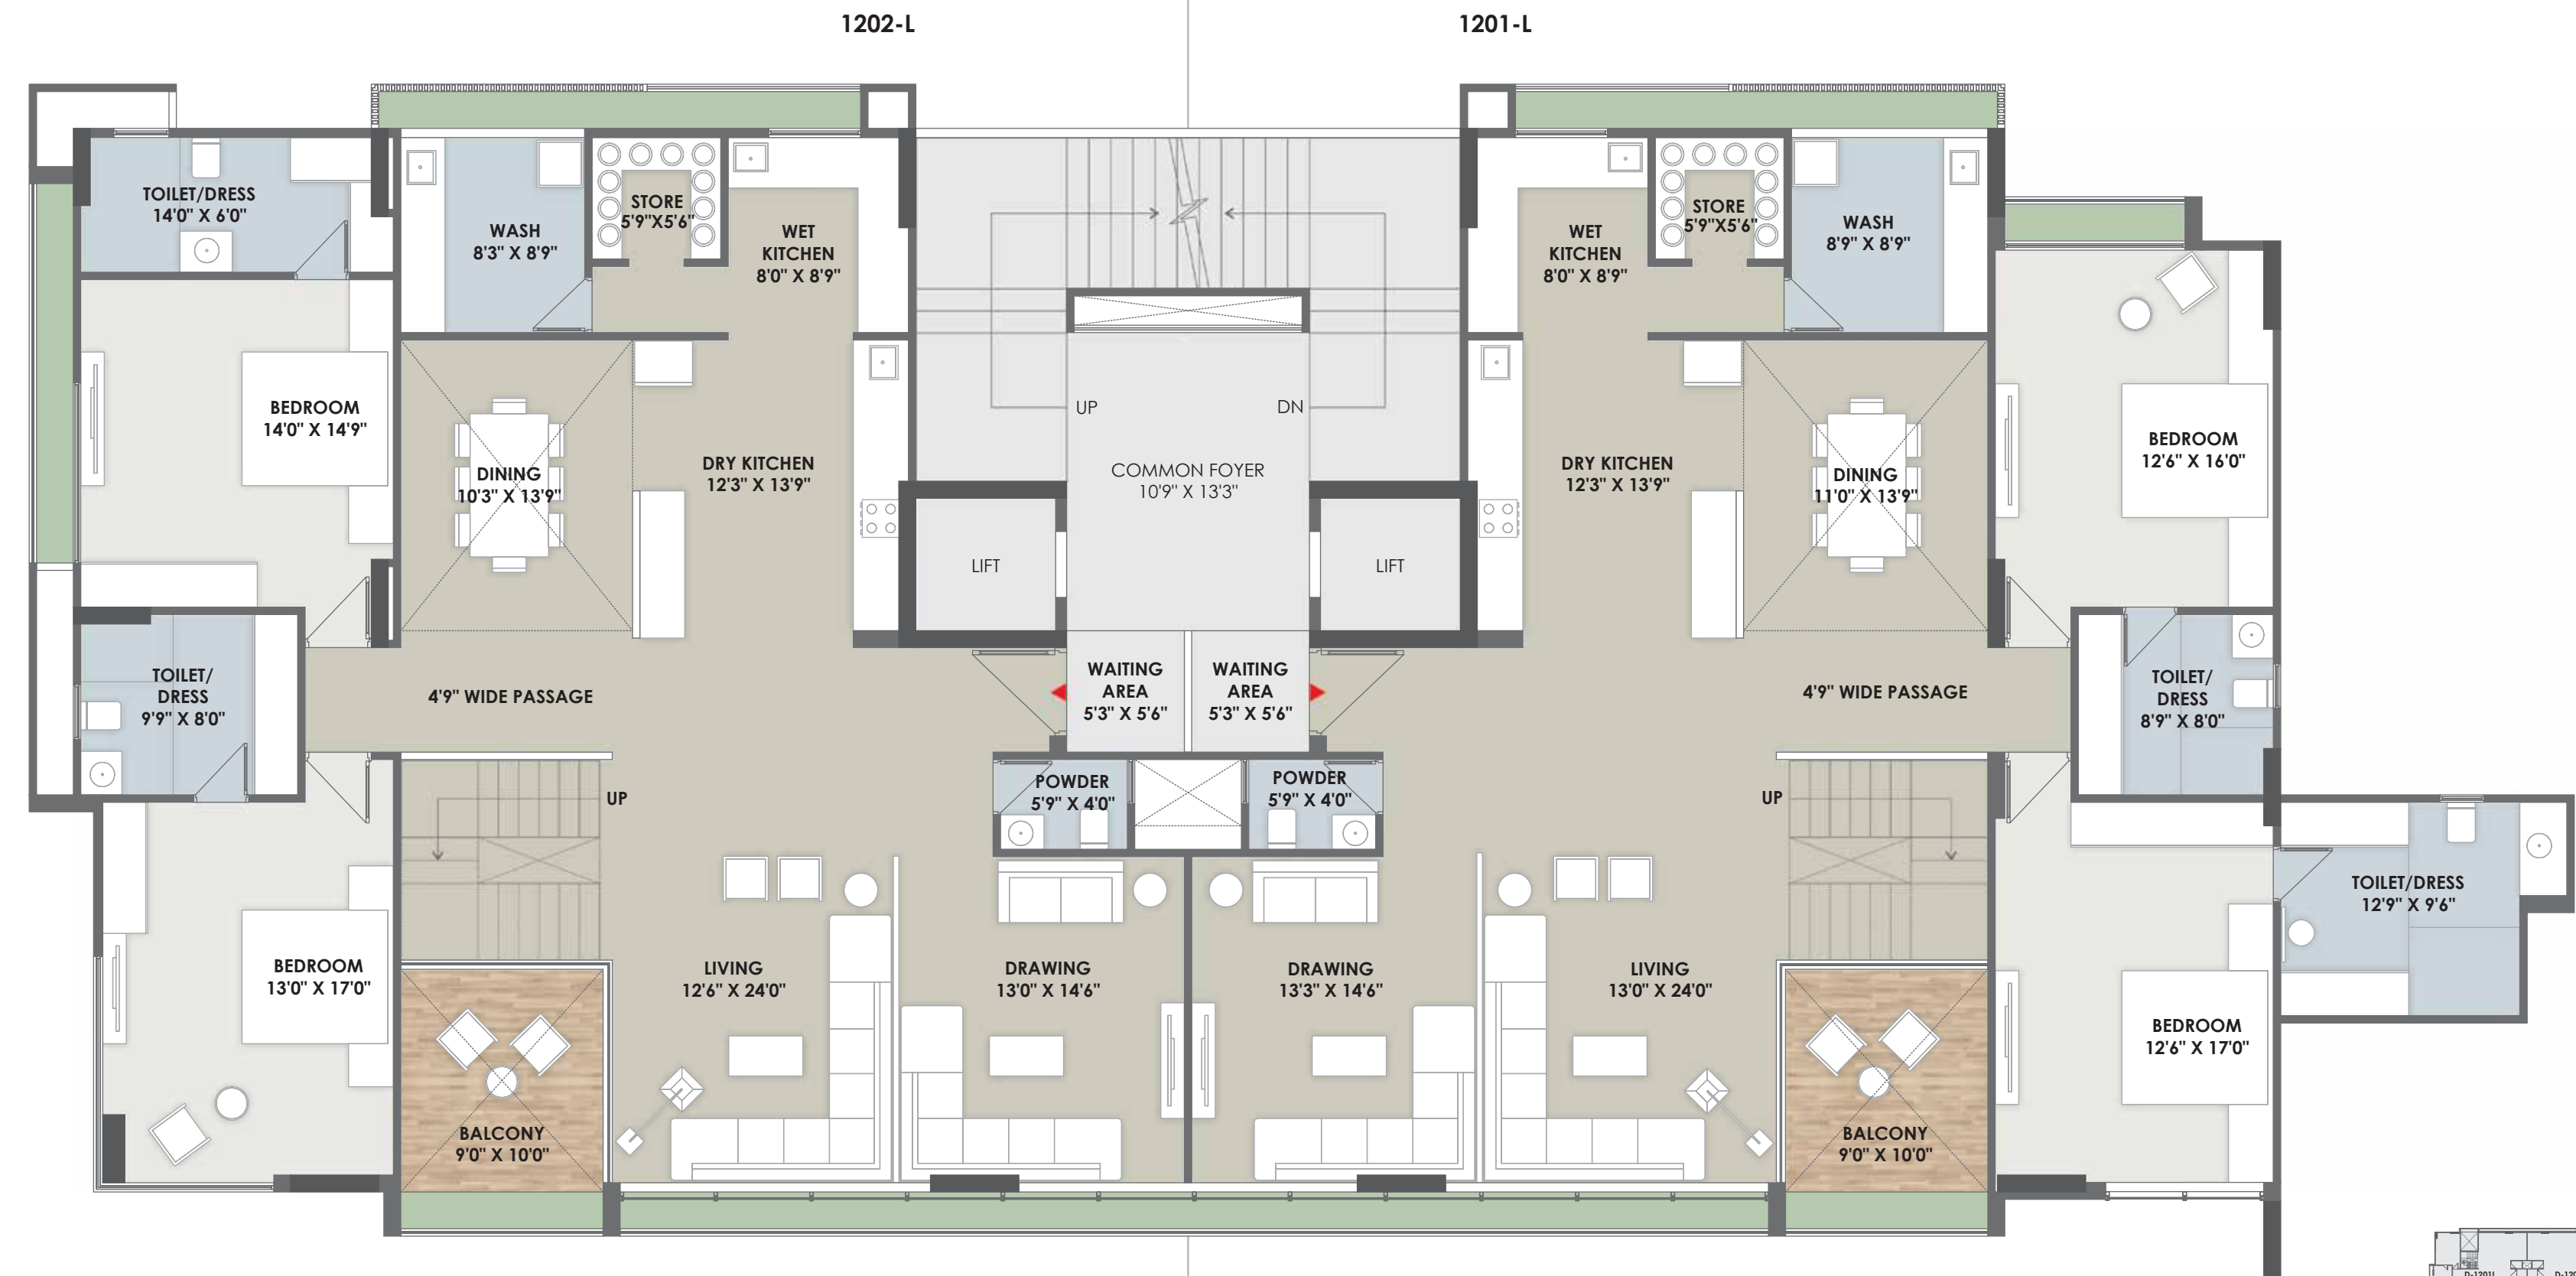 1202-L
1201-L
TOILET/DRESS
14'0" X 6'0"
WASH
8'3" X 8'9"
STORE
5'9"X5'6"
WET
KITCHEN
8'0" X 8'9"
WET
KITCHEN
8'0" X 8'9"
STORE
5'9"X5'6"
WASH
8'9" X 8'9"
BEDROOM
14'0" X 14'9"
DINING
10'3" X 13'9"
DRY KITCHEN
12'3" X 13'9"
UP
DN
COMMON FOYER
10'9" X 13'3"
LIFT
LIFT
DRY KITCHEN
12'3" X 13'9"
DINING
11'0" X 13'9"
BEDROOM
12'6" X 16'0"
TOILET/
DRESS
9'9" X 8'0"
4'9" WIDE PASSAGE
WAITING
AREA
5'3" X 5'6"
WAITING
AREA
5'3" X 5'6"
4'9" WIDE PASSAGE
TOILET/
DRESS
8'9" X 8'0"
UP
POWDER
5'9" X 4'0"
POWDER
5'9" X 4'0"
UP
TOILET/DRESS
12'9" X 9'6"
BEDROOM
13'0" X 17'0"
LIVING
12'6" X 24'0"
DRAWING
13'0" X 14'6"
DRAWING
13'3" X 14'6"
LIVING
13'0" X 24'0"
BEDROOM
12'6" X 17'0"
BALCONY
9'0" X 10'0"
BALCONY
9'0" X 10'0"